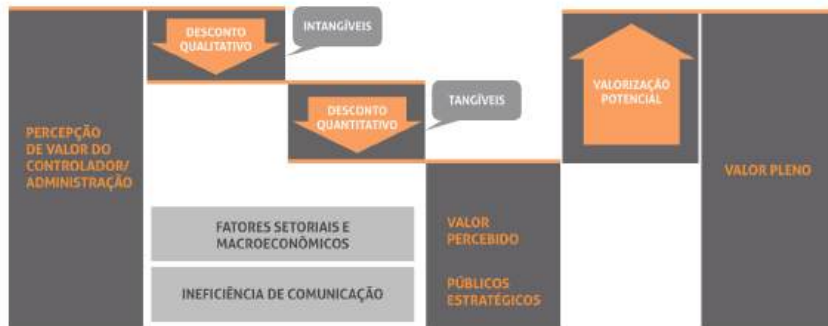 PERCEPÇÃO
DE VALOR DO
CONTROLADOR/
ADMINISTRAÇÃO
DESCONTO
QUALITATIVO
INTANGÍVEIS
DESCONTO
QUANTITATIVO
TANGÍVEIS
FATORES SETORIAIS E
MACROECONÔMICOS
INEFICIÊNCIA DE COMUNICAÇÃO
VALOR
PERCEBIDO
PÚBLICOS
ESTRATÉGICOS
VALORIZAÇÃO
POTENCIAL
VALOR PLENO